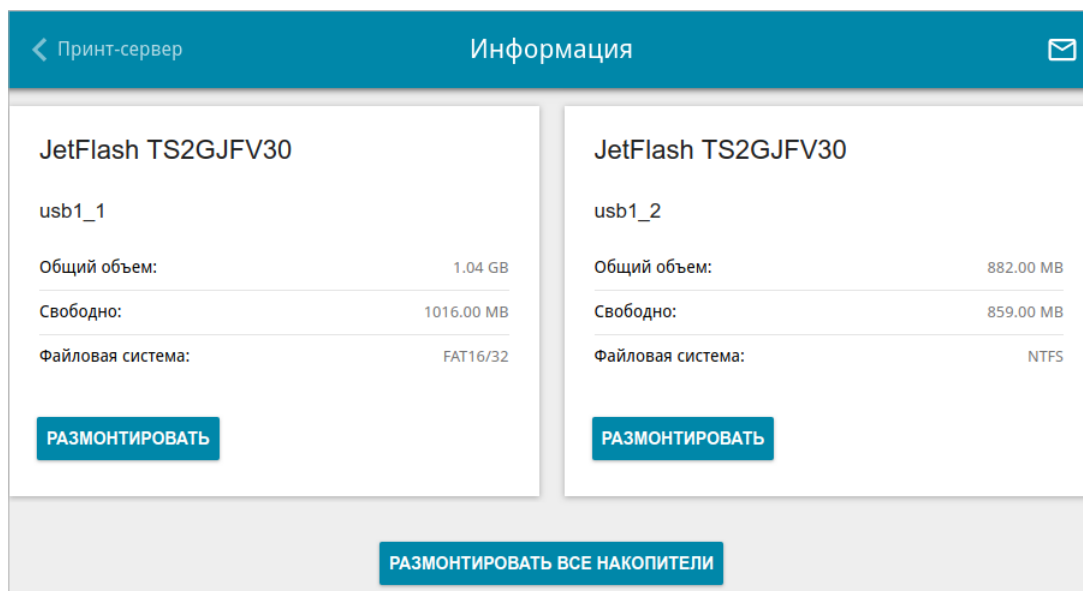 Принт-сервер
Информация
JetFlash TS2GJFV30
usb1_1
Общий объем: 1.04 GB
Свободно: 1016.00 MB
Файловая система: FAT16/32
РАЗМОНТИРОВАТЬ
JetFlash TS2GJFV30
usb1_2
Общий объем: 882.00 MB
Свободно: 859.00 MB
Файловая система: NTFS
РАЗМОНТИРОВАТЬ
РАЗМОНТИРОВАТЬ ВСЕ НАКОПИТЕЛИ